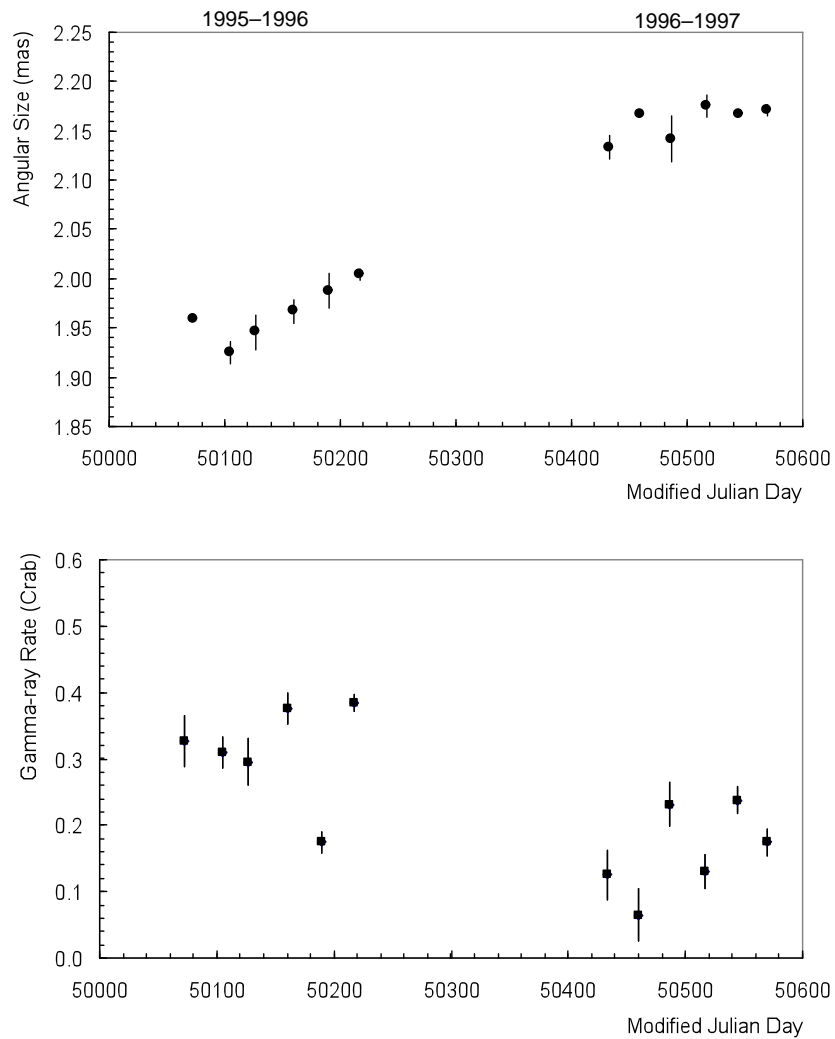 1995–1996 1996–1997
Angular Size (mas)
2.25
2.20
2.15
2.10
2.05
2.00
1.95
1.90
1.85
50000 50100 50200 50300 50400 50500 50600
Modified Julian Day
Gamma-ray Rate (Crab)
0.6
0.5
0.4
0.3
0.2
0.1
0.0
50000 50100 50200 50300 50400 50500 50600
Modified Julian Day